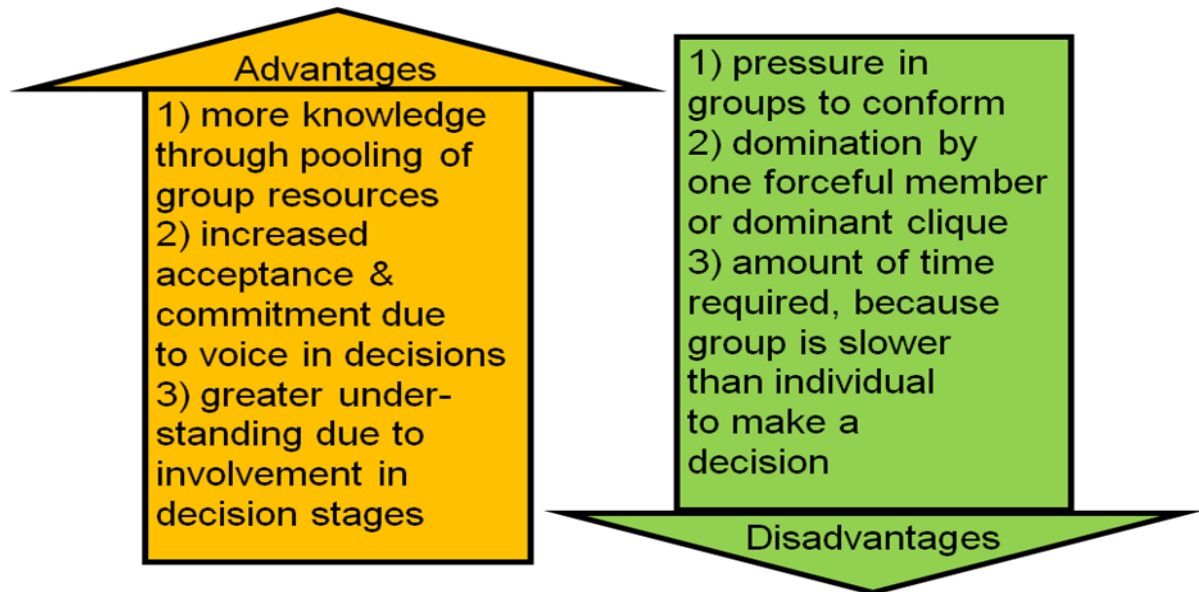 Advantages
1) more knowledge
through pooling of
group resources
2) increased
acceptance &
commitment due
to voice in decisions
3) greater under-
standing due to
involvement in
decision stages
1) pressure in
groups to conform
2) domination by
one forceful member
or dominant clique
3) amount of time
required, because
group is slower
than individual
to make a
decision
Disadvantages